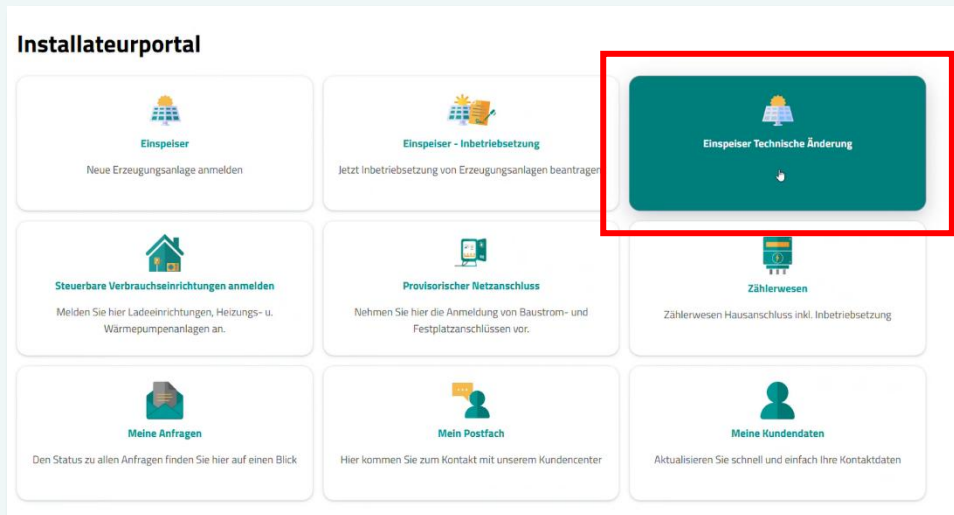 Installateurportal
Einspeiser
Neue Erzeugungsanlage anmelden
Einspeiser - Inbetriebsetzung
Jetzt Inbetriebsetzung von Erzeugungsanlagen beantragen
Einspeiser Technische Änderung
Steuerbare Verbrauchseinrichtungen anmelden
Melden Sie hier Ladeeinrichtungen, Heizungs- u.
Wärmepumpenanlagen an.
Provisorischer Netzanschluss
Nehmen Sie hier die Anmeldung von Baustrom- und
Festplatzanschlüssen vor.
Zählerwesen
Zählerwesen Hausanschluss inkl. Inbetriebsetzung
Meine Anfragen
Den Status zu allen Anfragen finden Sie hier auf einen Blick
Mein Postfach
Hier kommen Sie zum Kontakt mit unserem Kundencenter
Meine Kundendaten
Aktualisieren Sie schnell und einfach Ihre Kontaktdaten